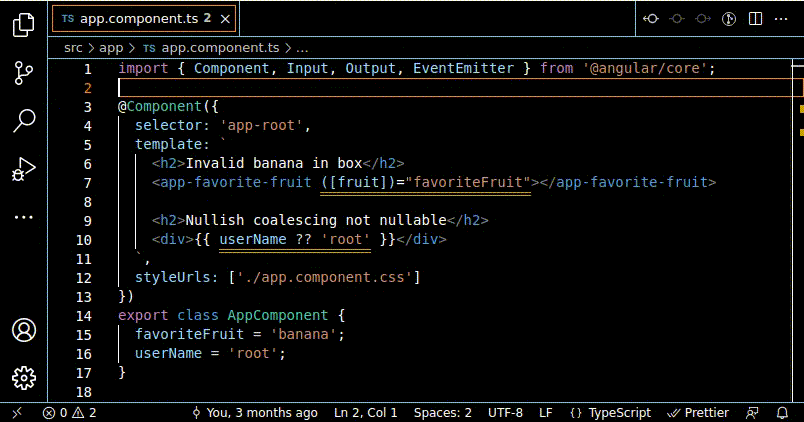 TS app.component.ts 2 ×
src > app > TS app.component.ts > ...
1 import { Component, Input, Output, EventEmitter } from '@angular/core';
2
3 @Component({
4   selector: 'app-root',
5   template: `
6     <h2>Invalid banana in box</h2>
7     <app-favorite-fruit ([fruit])="favoriteFruit"></app-favorite-fruit>
8
9     <h2>Nullish coalescing not nullable</h2>
10     <div>{{ userName ?? 'root' }}</div>
11   `,
12   styleUrls: ['./app.component.css']
13 })
14 export class AppComponent {
15   favoriteFruit = 'banana';
16   userName = 'root';
17 }
18
0 2 You, 3 months ago Ln 2, Col 1 Spaces: 2 UTF-8 LF {} TypeScript Prettier